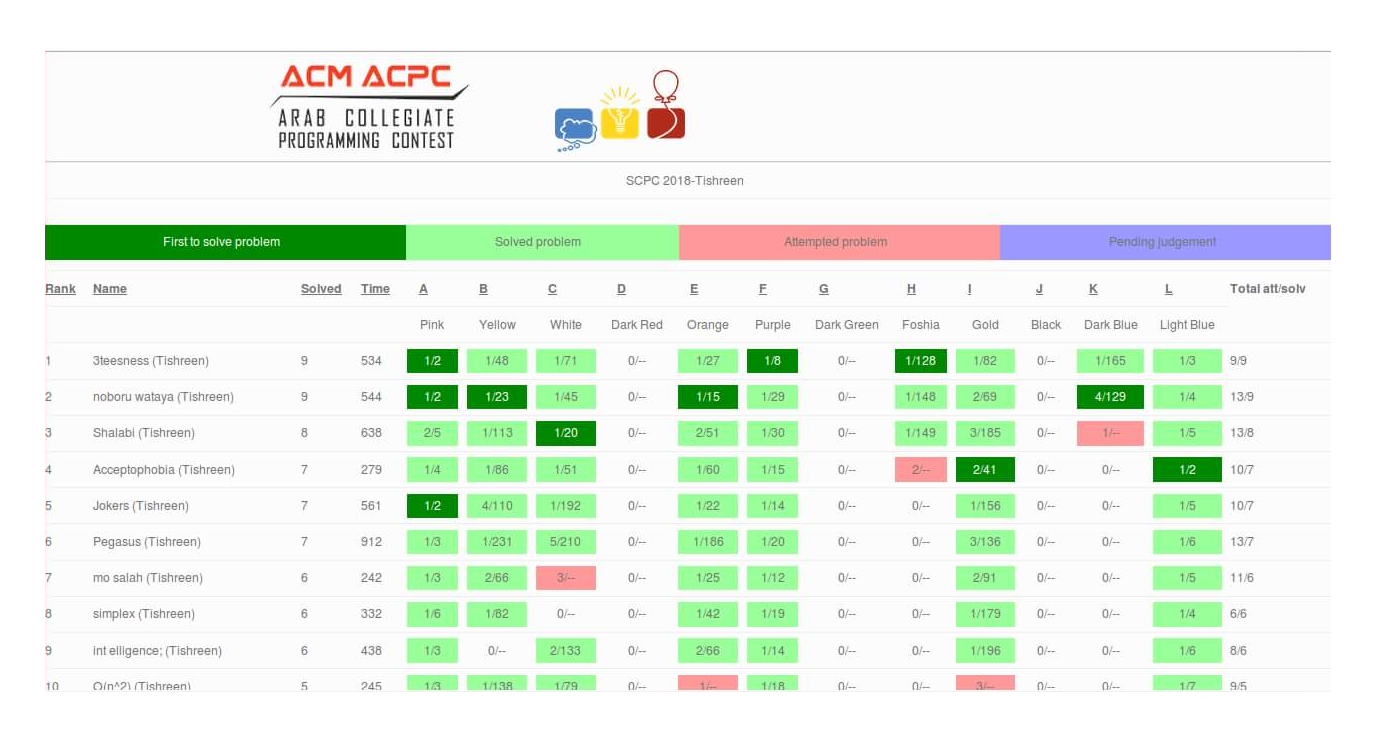 ACM ACPC
ARAB COLLEGIATE
PROGRAMMING CONTEST
SCPC 2018-Tishreen
First to solve problem Solved problem Attempted problem Pending judgement
Rank Name Solved Time A B C D E F G H I J K L Total att/solv
Pink Yellow White Dark Red Orange Purple Dark Green Foshia Gold Black Dark Blue Light Blue
1 3teesness (Tishreen) 9 534 1/2 1/48 1/71 0/-- 1/27 1/8 0/-- 1/128 1/82 0/-- 1/165 1/3 9/9
2 noboru wataya (Tishreen) 9 544 1/2 1/23 1/45 0/-- 1/15 1/29 0/-- 1/148 2/69 0/-- 4/129 1/4 13/9
3 Shalabi (Tishreen) 8 638 2/5 1/113 1/20 0/-- 2/51 1/30 0/-- 1/149 3/185 0/-- 1/-- 1/5 13/8
4 Acceptophobia (Tishreen) 7 279 1/4 1/86 1/51 0/-- 1/60 1/15 0/-- 2/-- 2/41 0/-- 0/-- 1/2 10/7
5 Jokers (Tishreen) 7 561 1/2 4/110 1/192 0/-- 1/22 1/14 0/-- 0/-- 1/156 0/-- 0/-- 1/5 10/7
6 Pegasus (Tishreen) 7 912 1/3 1/231 5/210 0/-- 1/186 1/20 0/-- 0/-- 3/136 0/-- 0/-- 1/6 13/7
7 mo salah (Tishreen) 6 242 1/3 2/66 3/-- 0/-- 1/25 1/12 0/-- 0/-- 2/91 0/-- 0/-- 1/5 11/6
8 simplex (Tishreen) 6 332 1/6 1/82 0/-- 0/-- 1/42 1/19 0/-- 0/-- 1/179 0/-- 0/-- 1/4 6/6
9 int elligence; (Tishreen) 6 438 1/3 0/-- 2/133 0/-- 2/66 1/14 0/-- 0/-- 1/196 0/-- 0/-- 1/6 8/6
10 O(n^2) (Tishreen) 5 245 1/3 1/138 1/79 0/-- 1/-- 1/18 0/-- 0/-- 3/-- 0/-- 0/-- 1/7 9/5